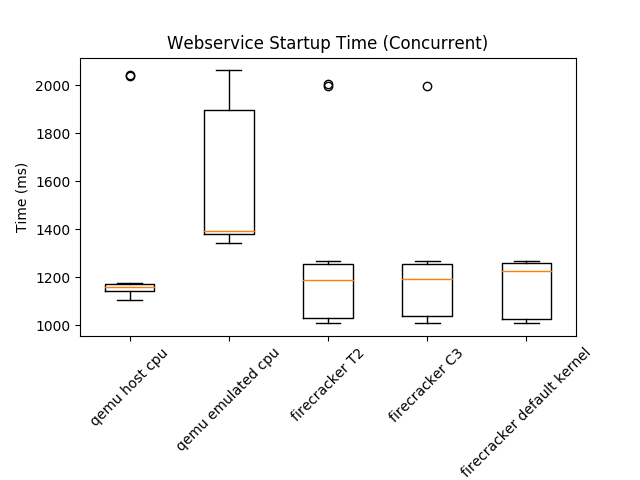 Webservice Startup Time (Concurrent)
Time (ms)
2000
1800
1600
1400
1200
1000
qemu host cpu
qemu emulated cpu
firecracker T2
firecracker C3
firecracker default kernel